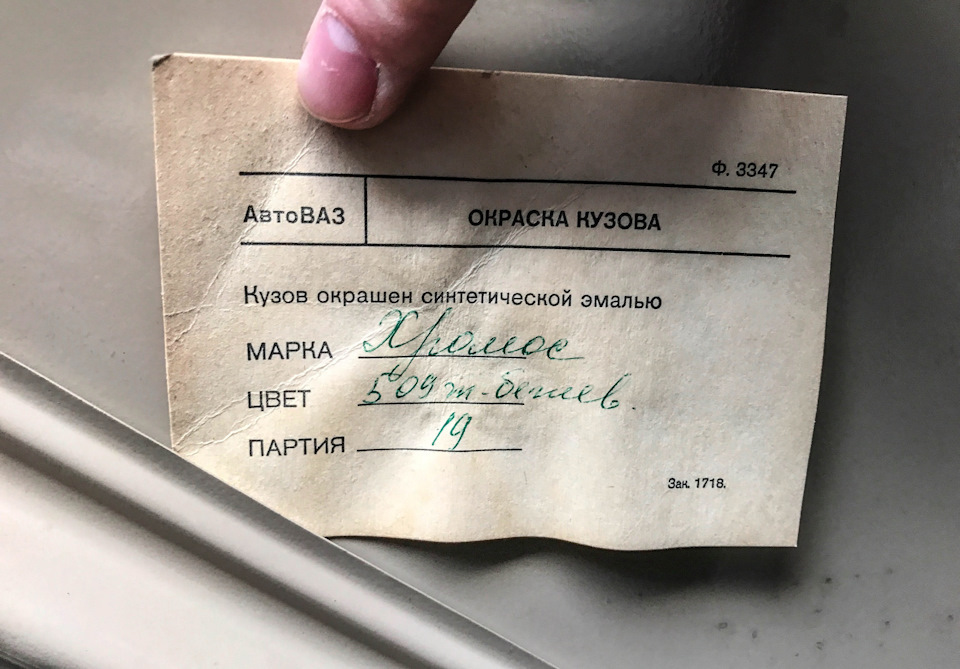 Ф. 3347
АвтоВАЗ ОКРАСКА КУЗОВА
Кузов окрашен синтетической эмалью
МАРКА Хромос
ЦВЕТ 509 т-бежев.
ПАРТИЯ 19
Зак. 1718.